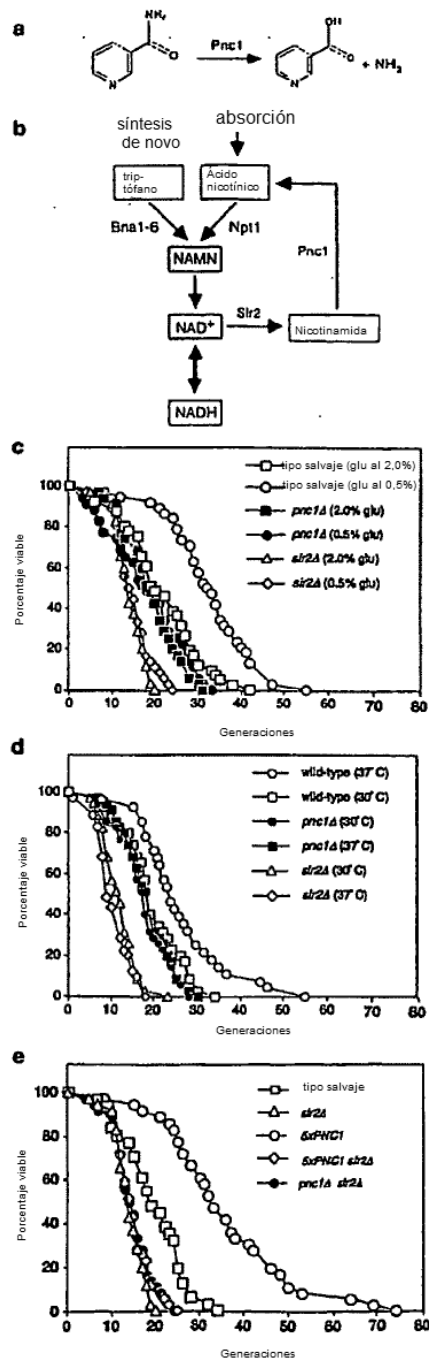 a
NH₂
O
N
Pnc1
OH
O
N
+ NH₃
b
síntesis
de novo
absorción
trip-
tófano
Ácido
nicotínico
Bna1-6
Npt1
Pnc1
NAMN
NAD⁺
Sir2
Nicotinamida
NADH
c
tipo salvaje (glu al 2,0%)
tipo salvaje (glu al 0,5%)
pnc1Δ (2.0% glu)
pnc1Δ (0.5% glu)
sir2Δ (2.0% glu)
sir2Δ (0.5% glu)
Porcentaje viable
100
80
60
40
20
0
0 10 20 30 40 50 60 70 80
Generaciones
d
wild-type (37°C)
wild-type (30°C)
pnc1Δ (30°C)
pnc1Δ (37°C)
sir2Δ (30°C)
sir2Δ (37°C)
Porcentaje viable
100
80
60
40
20
0
0 10 20 30 40 50 60 70 80
Generaciones
e
tipo salvaje
sir2Δ
5xPNC1
5xPNC1 sir2Δ
pnc1Δ sir2Δ
Porcentaje viable
100
80
60
40
20
0
0 10 20 30 40 50 60 70 80
Generaciones